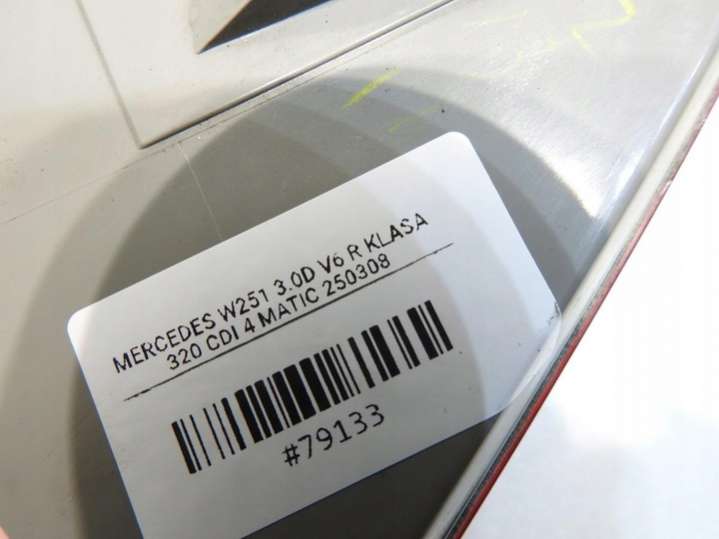 MERCEDES W251 3.0D V6 R KLASA
320 CDI 4 MATIC 250308
#79133